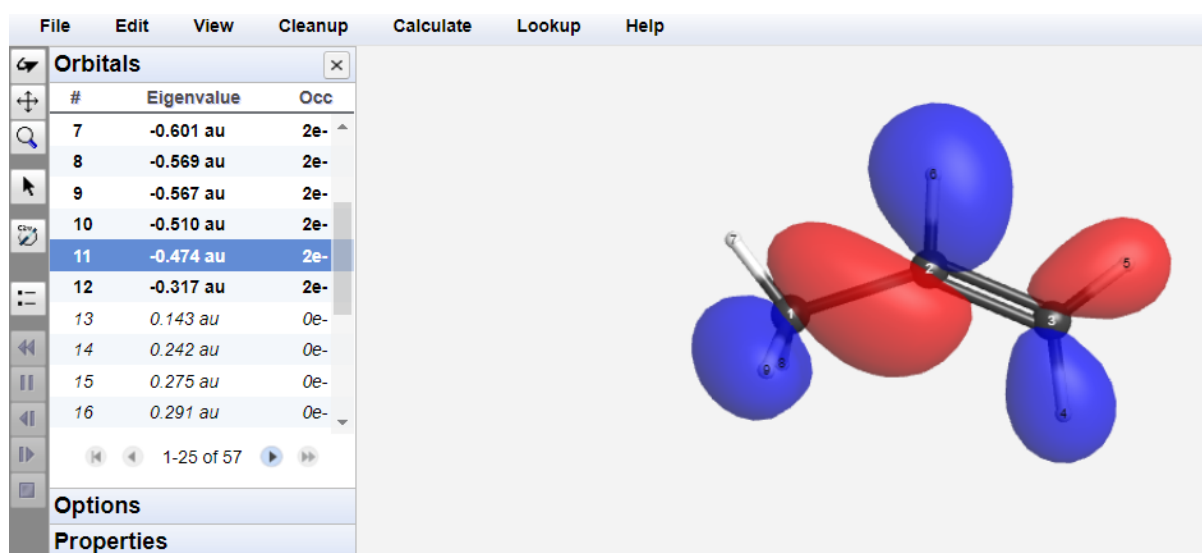 File Edit View Cleanup Calculate Lookup Help
Orbitals
# Eigenvalue Occ
7 -0.601 au 2e-
8 -0.569 au 2e-
9 -0.567 au 2e-
10 -0.510 au 2e-
11 -0.474 au 2e-
12 -0.317 au 2e-
13 0.143 au 0e-
14 0.242 au 0e-
15 0.275 au 0e-
16 0.291 au 0e-
1-25 of 57
Options
Properties
6
7
2
5
1
3
9 8
4